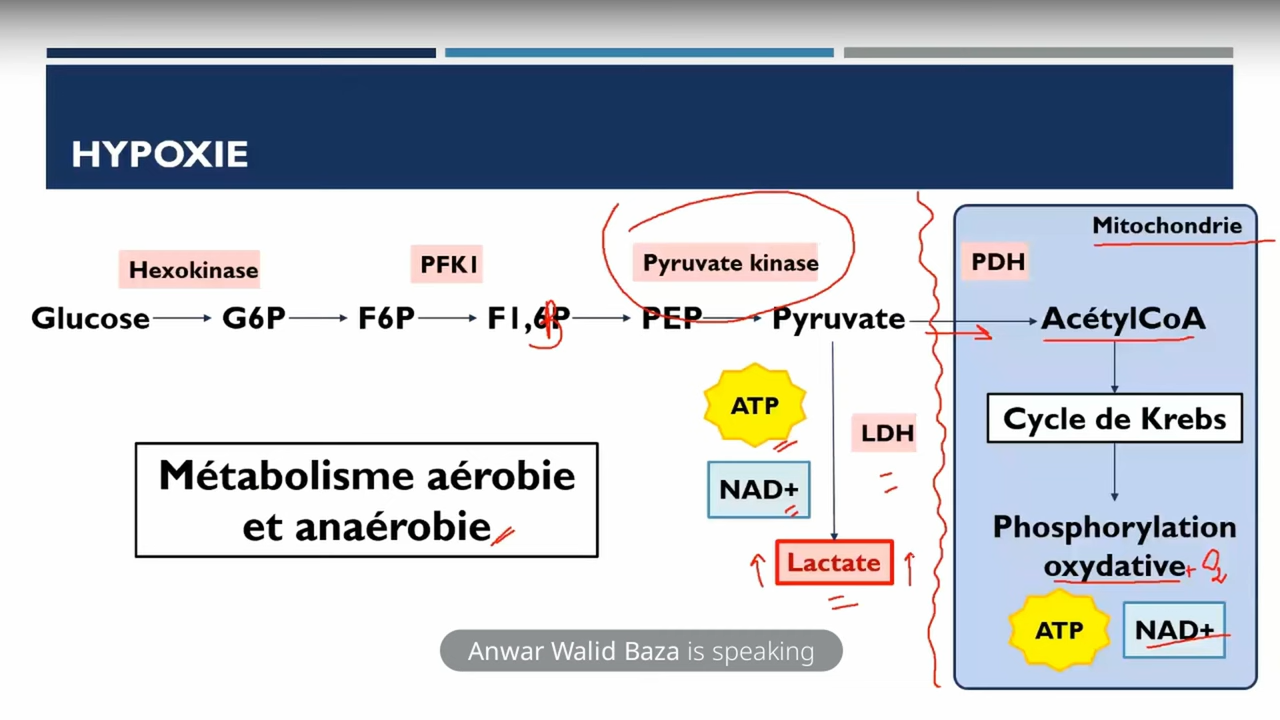 HYPOXIE
Mitochondrie
Hexokinase
PFK1
Pyruvate kinase
PDH
Glucose G6P F6P F1,6P PEP Pyruvate AcétylCoA
ATP
LDH
Cycle de Krebs
NAD+
Métabolisme aérobie
et anaérobie
Phosphorylation
oxydative + O2
Lactate
ATP
NAD+
Anwar Walid Baza is speaking